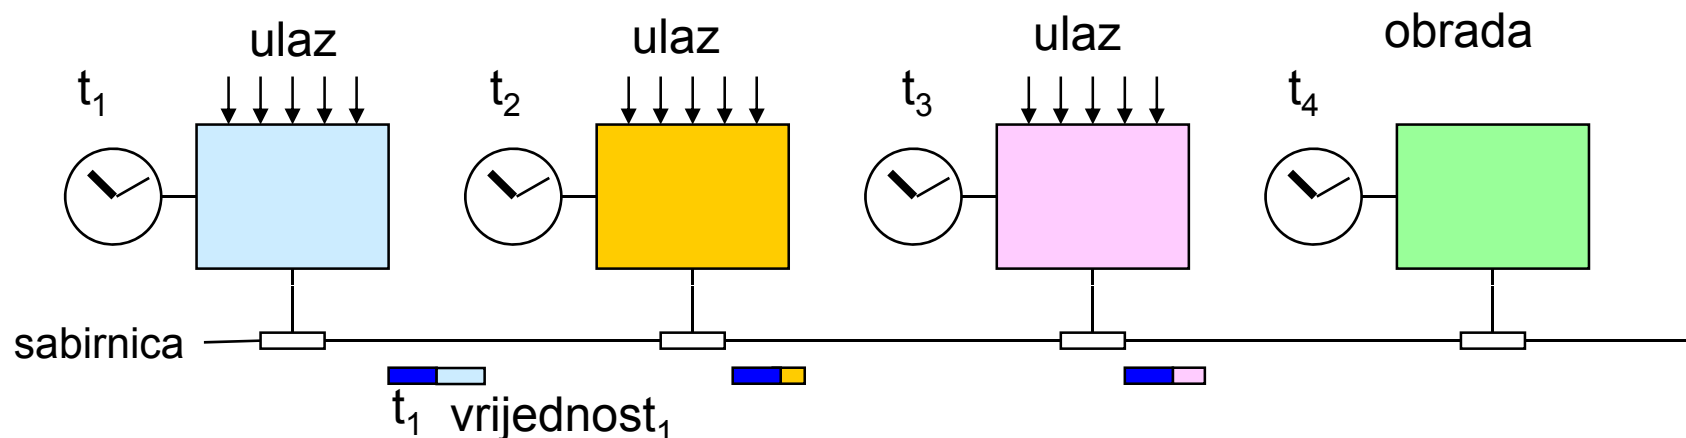 ulaz
ulaz
ulaz
obrada
t₁
t₂
t₃
t₄
sabirnica
t₁ vrijednost₁